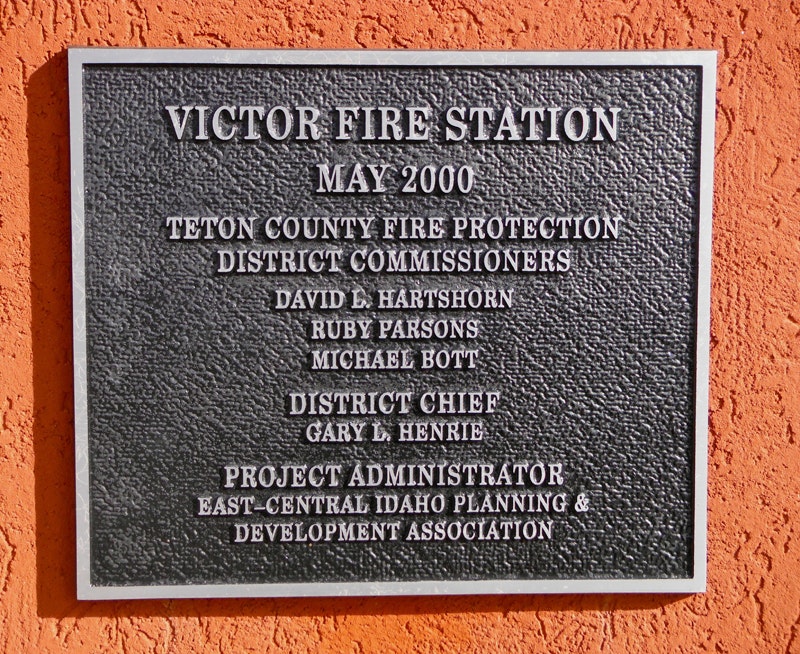 VICTOR FIRE STATION
MAY 2000
TETON COUNTY FIRE PROTECTION
DISTRICT COMMISSIONERS
DAVID L. HARTSHORN
RUBY PARSONS
MICHAEL BOTT
DISTRICT CHIEF
GARY L. HENRIE
PROJECT ADMINISTRATOR
EAST-CENTRAL IDAHO PLANNING &
DEVELOPMENT ASSOCIATION